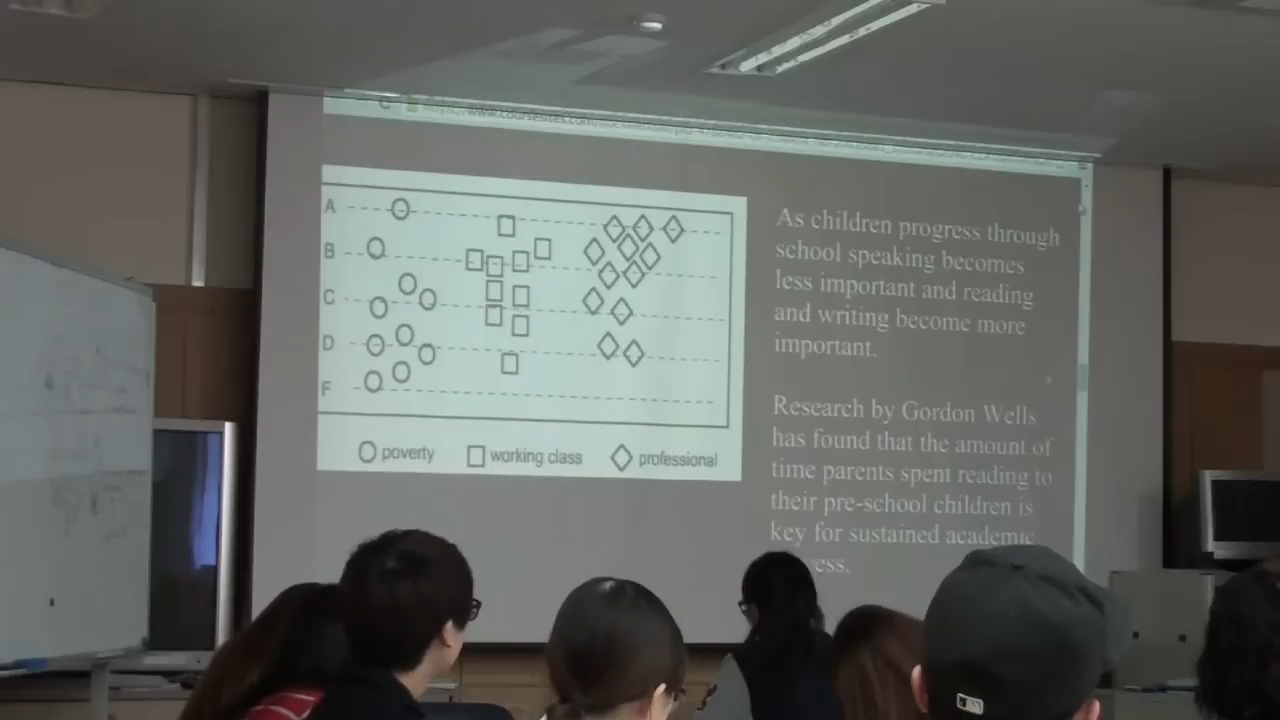 A
B
C
D
F
poverty working class professional
As children progress through
school speaking becomes
less important and reading
and writing become more
important.
Research by Gordon Wells
has found that the amount of
time parents spent reading to
their pre-school children is
key for sustained academic